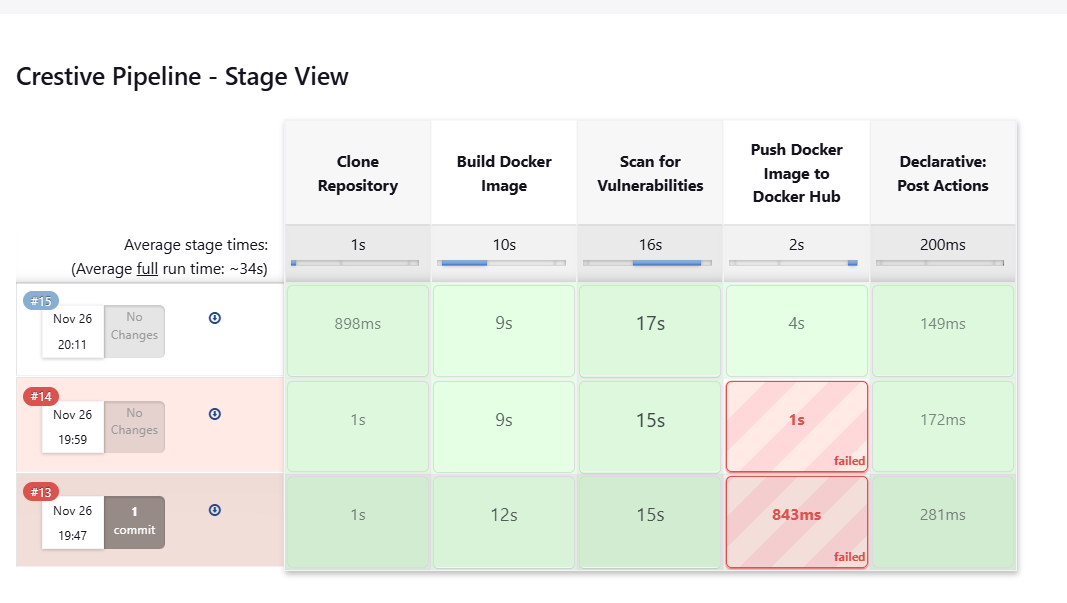 Crestive Pipeline - Stage View
Clone
Repository
Build Docker
Image
Scan for
Vulnerabilities
Push Docker
Image to
Docker Hub
Declarative:
Post Actions
Average stage times:
(Average full run time: ~34s)
1s
10s
16s
2s
200ms
#15
Nov 26
20:11
No
Changes
898ms
9s
17s
4s
149ms
#14
Nov 26
19:59
No
Changes
1s
9s
15s
1s
failed
172ms
#13
Nov 26
19:47
1
commit
1s
12s
15s
843ms
failed
281ms